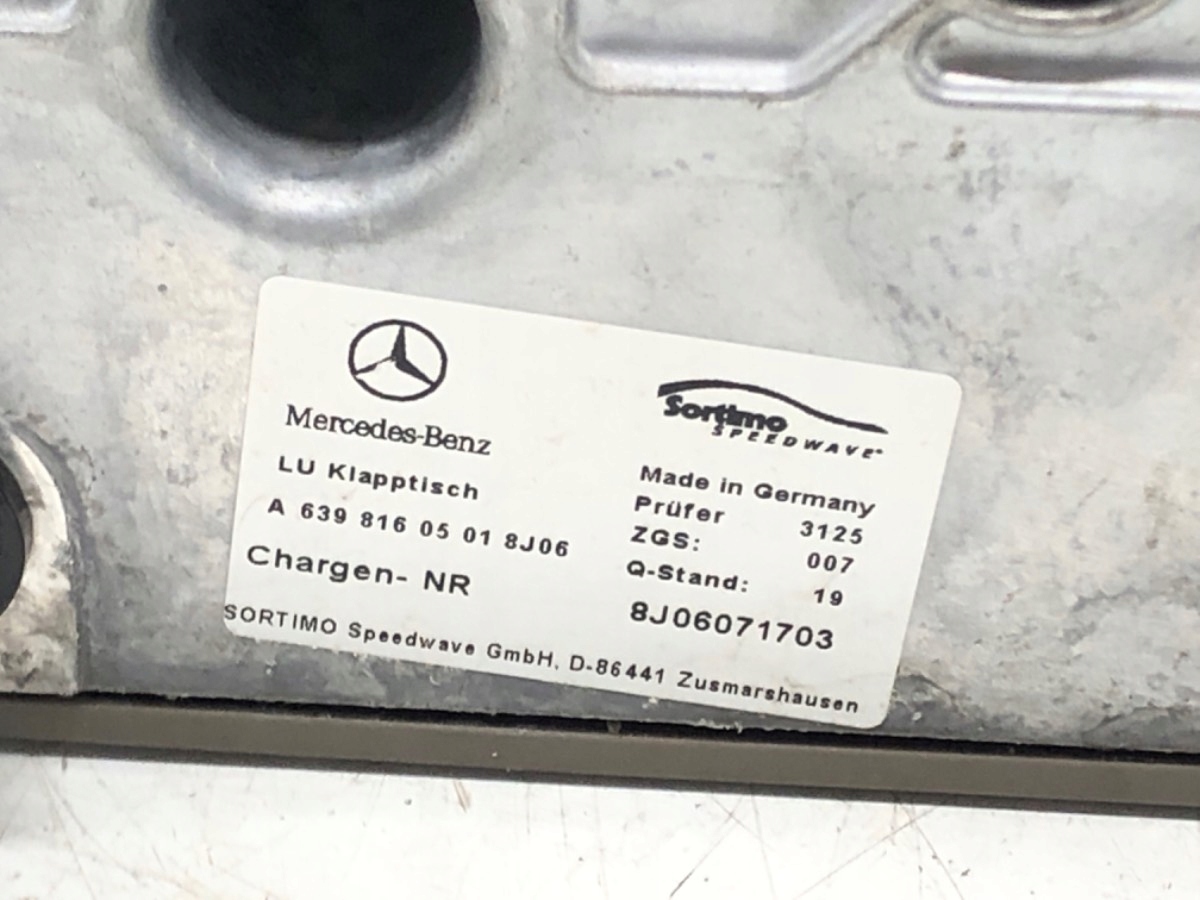 Mercedes-Benz
LU Klapptisch
A 639 816 05 01 8J06
Chargen- NR
Sortimo
SPEEDWAVE
Made in Germany
Prüfer 3125
ZGS: 007
Q-Stand: 19
8J06071703
SORTIMO Speedwave GmbH, D-86441 Zusmarshausen